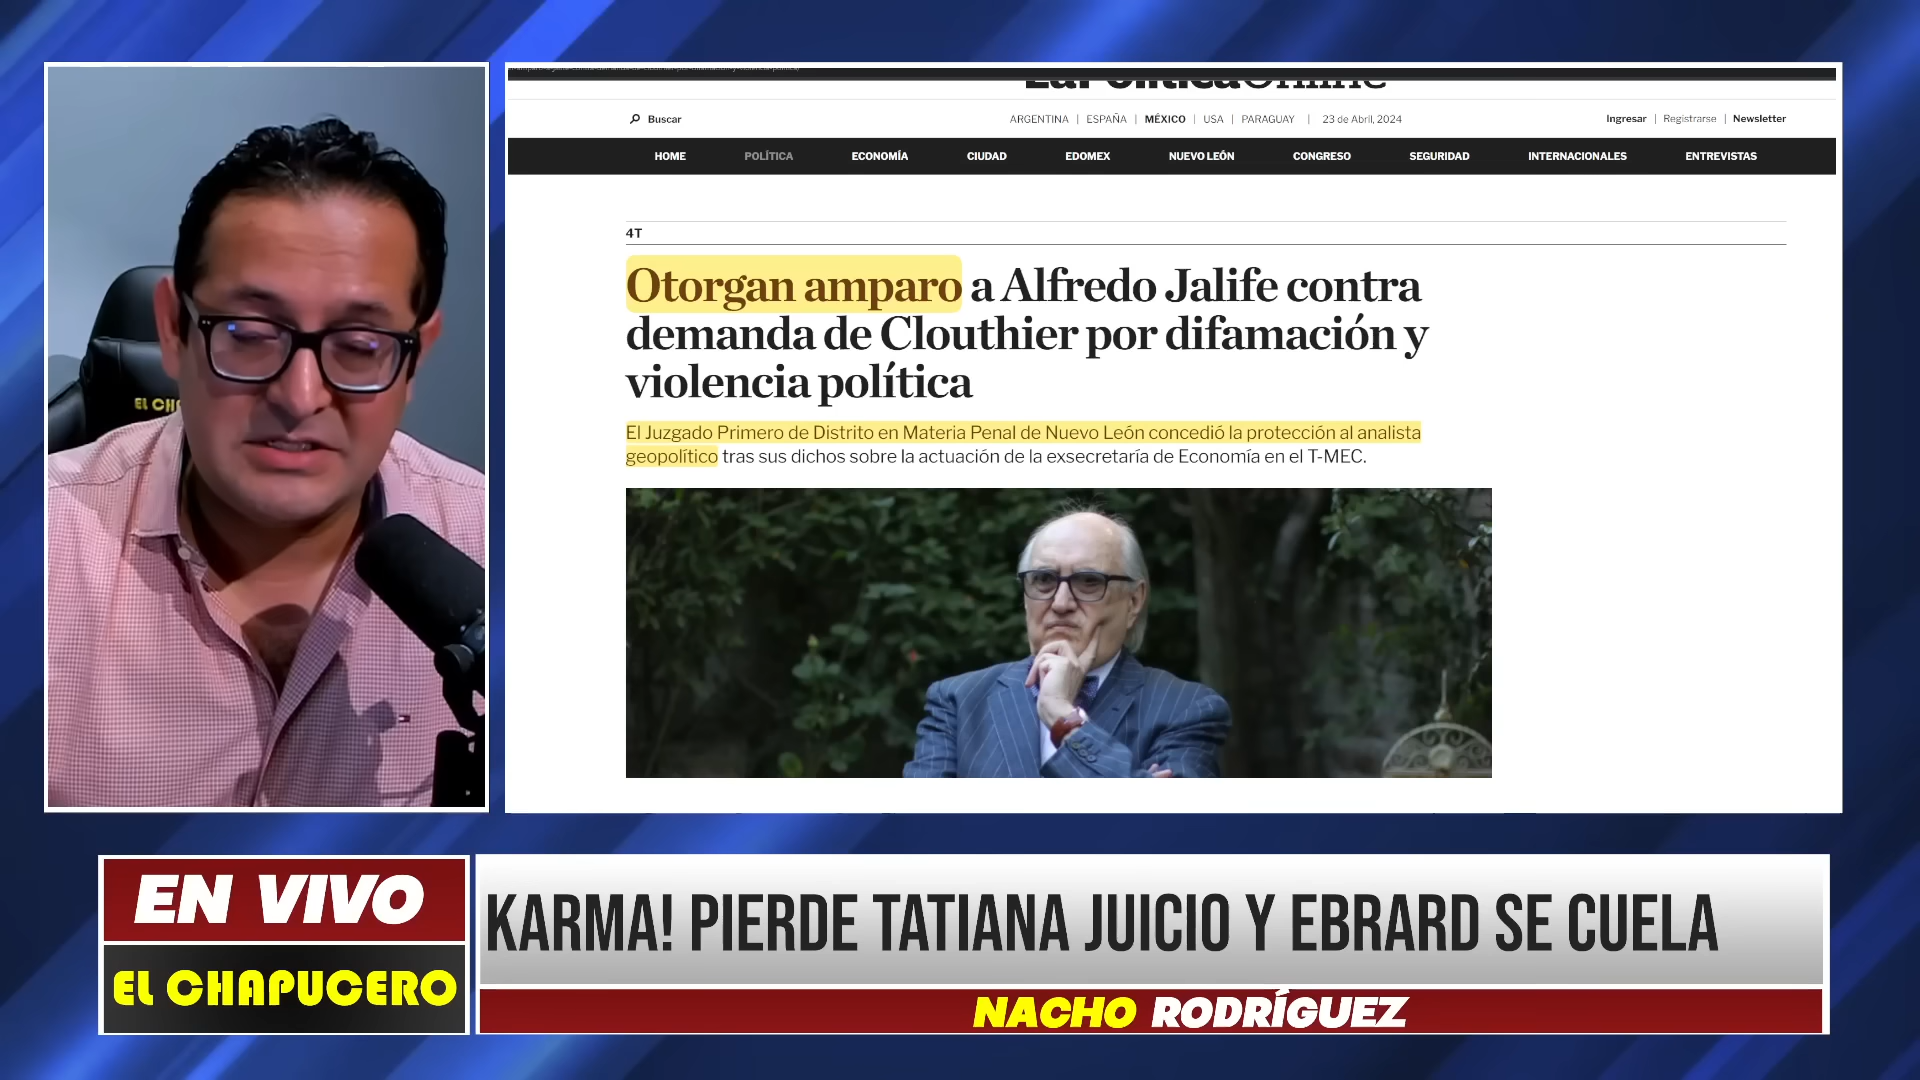 LaPolíticaOnline
Buscar
ARGENTINA | ESPAÑA | MÉXICO | USA | PARAGUAY | 23 de Abril, 2024
Ingresar | Registrarse | Newsletter
HOME POLÍTICA ECONOMÍA CIUDAD EDOMEX NUEVO LEÓN CONGRESO SEGURIDAD INTERNACIONALES ENTREVISTAS
4T
Otorgan amparo a Alfredo Jalife contra
demanda de Clouthier por difamación y
violencia política
El Juzgado Primero de Distrito en Materia Penal de Nuevo León concedió la protección al analista
geopolítico tras sus dichos sobre la actuación de la exsecretaría de Economía en el T-MEC.
EL CHA
EN VIVO
EL CHAPUCERO
KARMA! PIERDE TATIANA JUICIO Y EBRARD SE CUELA
NACHO RODRÍGUEZ